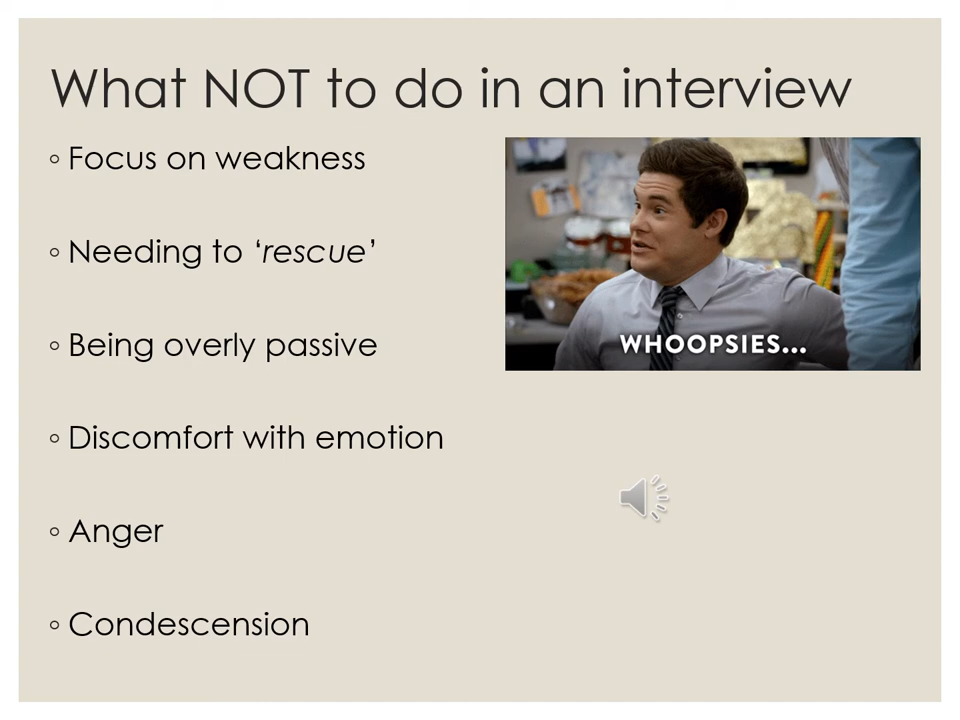 What NOT to do in an interview
◦ Focus on weakness
◦ Needing to ‘rescue’
◦ Being overly passive
◦ Discomfort with emotion
◦ Anger
◦ Condescension
WHOOPSIES...